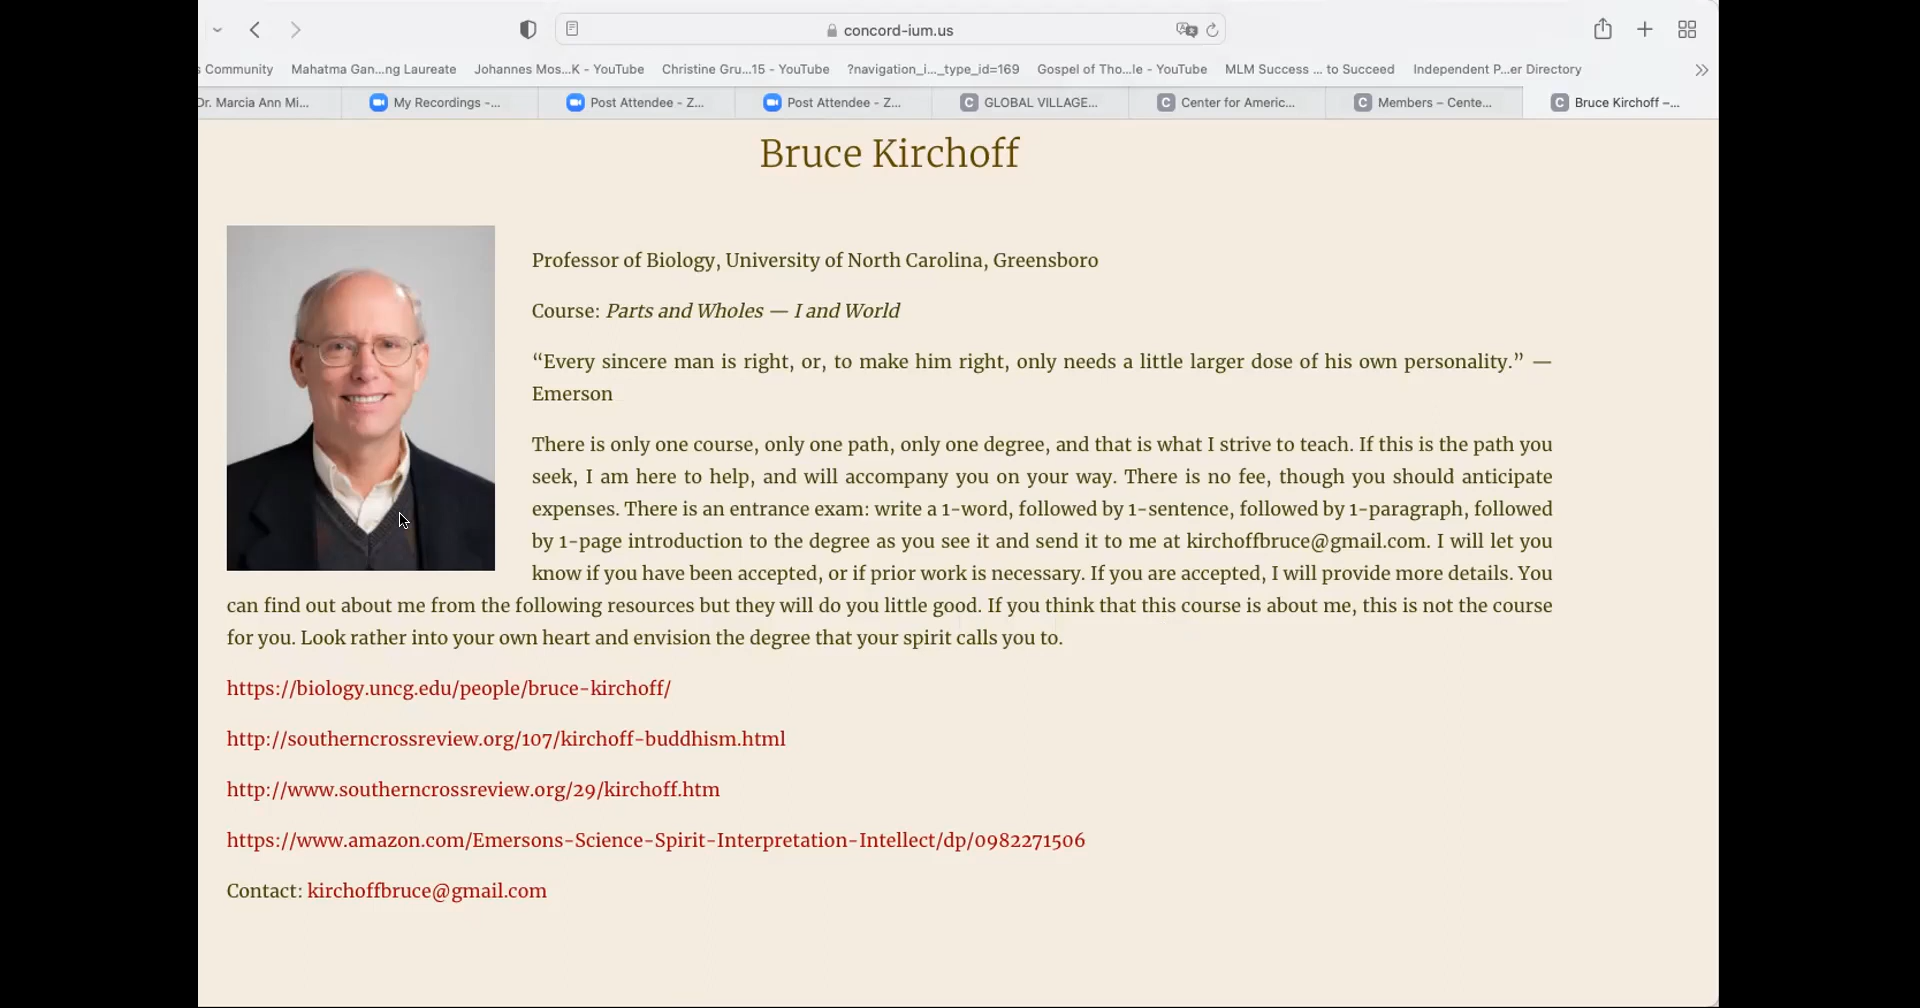 concord-ium.us
s Community Mahatma Gan...ng Laureate Johannes Mos...K - YouTube Christine Gru...15 - YouTube ?navigation_i..._type_id=169 Gospel of Tho...le - YouTube MLM Success ... to Succeed Independent P...er Directory
Dr. Marcia Ann Mi... My Recordings -... Post Attendee - Z... Post Attendee - Z... C GLOBAL VILLAGE... C Center for Americ... C Members – Cente... C Bruce Kirchoff –...
Bruce Kirchoff
Professor of Biology, University of North Carolina, Greensboro
Course: Parts and Wholes — I and World
“Every sincere man is right, or, to make him right, only needs a little larger dose of his own personality.” —
Emerson
There is only one course, only one path, only one degree, and that is what I strive to teach. If this is the path you
seek, I am here to help, and will accompany you on your way. There is no fee, though you should anticipate
expenses. There is an entrance exam: write a 1-word, followed by 1-sentence, followed by 1-paragraph, followed
by 1-page introduction to the degree as you see it and send it to me at kirchoffbruce@gmail.com. I will let you
know if you have been accepted, or if prior work is necessary. If you are accepted, I will provide more details. You
can find out about me from the following resources but they will do you little good. If you think that this course is about me, this is not the course
for you. Look rather into your own heart and envision the degree that your spirit calls you to.
https://biology.uncg.edu/people/bruce-kirchoff/
http://southerncrossreview.org/107/kirchoff-buddhism.html
http://www.southerncrossreview.org/29/kirchoff.htm
https://www.amazon.com/Emersons-Science-Spirit-Interpretation-Intellect/dp/0982271506
Contact: kirchoffbruce@gmail.com